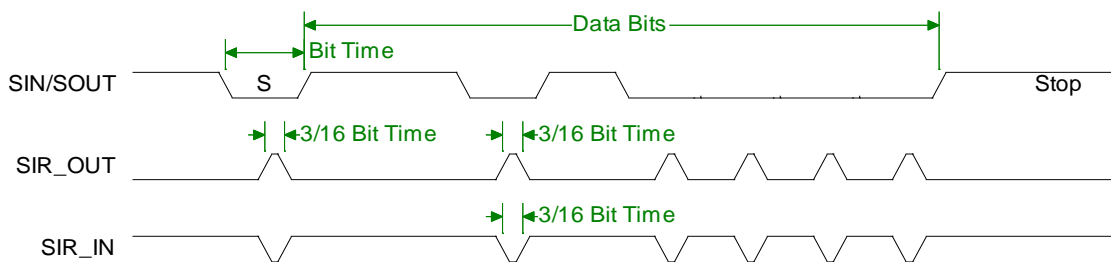 Data Bits
Bit Time
SIN/SOUT
S
Stop
3/16 Bit Time
3/16 Bit Time
SIR_OUT
3/16 Bit Time
SIR_IN